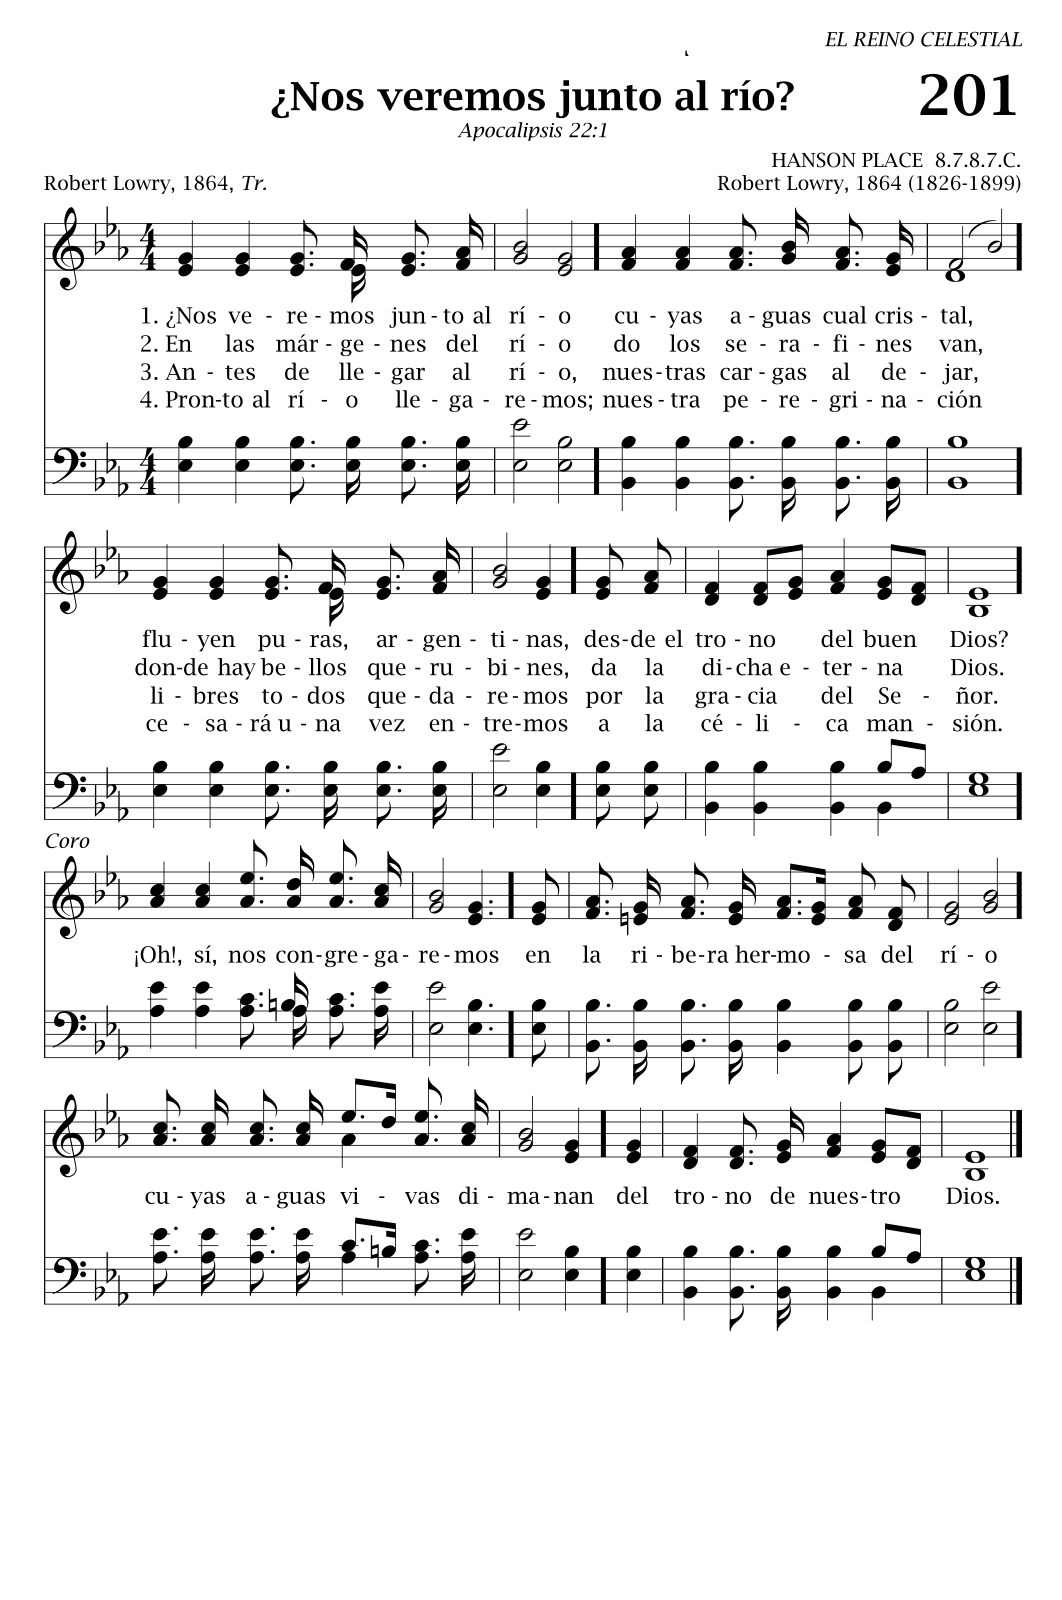 EL REINO CELESTIAL
¿Nos veremos junto al río?
201
Apocalipsis 22:1
HANSON PLACE 8.7.8.7.C.
Robert Lowry, 1864, Tr.
Robert Lowry, 1864 (1826-1899)
1. ¿Nos ve - re - mos jun - to al rí - o cu - yas a - guas cual cris - tal,
2. En las már - ge - nes del rí - o do los se - ra - fi - nes van,
3. An - tes de lle - gar al rí - o, nues - tras car - gas al de - jar,
4. Pron - to al rí - o lle - ga - re - mos; nues - tra pe - re - gri - na - ción
flu - yen pu - ras, ar - gen - ti - nas, des - de el tro - no del buen Dios?
don - de hay be - llos que - ru - bi - nes, da la di - cha e - ter - na Dios.
li - bres to - dos que - da - re - mos por la gra - cia del Se - ñor.
ce - sa - rá u - na vez en - tre - mos a la cé - li - ca man - sión.
Coro
¡Oh!, sí, nos con - gre - ga - re - mos en la ri - be - ra her - mo - sa del rí - o
cu - yas a - guas vi - vas di - ma - nan del tro - no de nues - tro Dios.